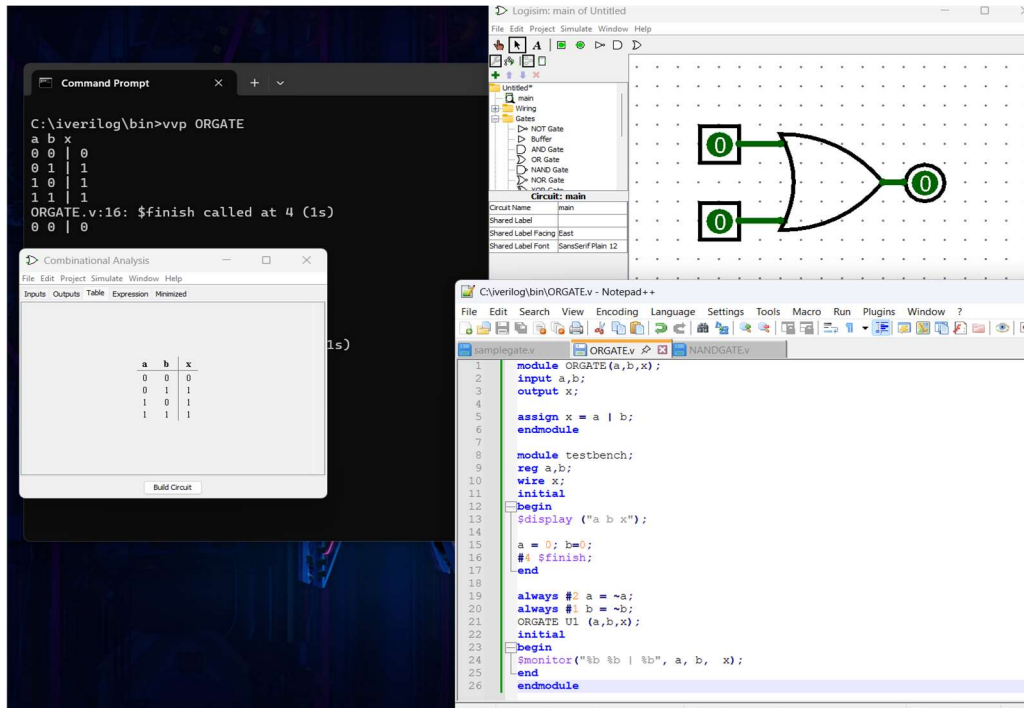 Logisim: main of Untitled
File Edit Project Simulate Window Help
A
Untitled*
main
Wiring
Gates
NOT Gate
Buffer
AND Gate
OR Gate
NAND Gate
NOR Gate
XOR Gate
Circuit: main
Circuit Name main
Shared Label
Shared Label Facing East
Shared Label Font SansSerif Plain 12
0
0
0
Command Prompt
C:\iverilog\bin>vvp ORGATE
a b x
0 0 | 0
0 1 | 1
1 0 | 1
1 1 | 1
ORGATE.v:16: $finish called at 4 (1s)
0 0 | 0
1s)
Combinational Analysis
File Edit Project Simulate Window Help
Inputs Outputs Table Expression Minimized
a b x
0 0 0
0 1 1
1 0 1
1 1 1
Build Circuit
C:\iverilog\bin\ORGATE.v - Notepad++
File Edit Search View Encoding Language Settings Tools Macro Run Plugins Window ?
samplegate.v ORGATE.v NANDGATE.v
1 module ORGATE(a,b,x);
2 input a,b;
3 output x;
4
5 assign x = a | b;
6 endmodule
7
8 module testbench;
9 reg a,b;
10 wire x;
11 initial
12 begin
13 $display ("a b x");
14
15 a = 0; b=0;
16 #4 $finish;
17 end
18
19 always #2 a = ~a;
20 always #1 b = ~b;
21 ORGATE U1 (a,b,x);
22 initial
23 begin
24 $monitor("%b %b | %b", a, b,  x);
25 end
26 endmodule